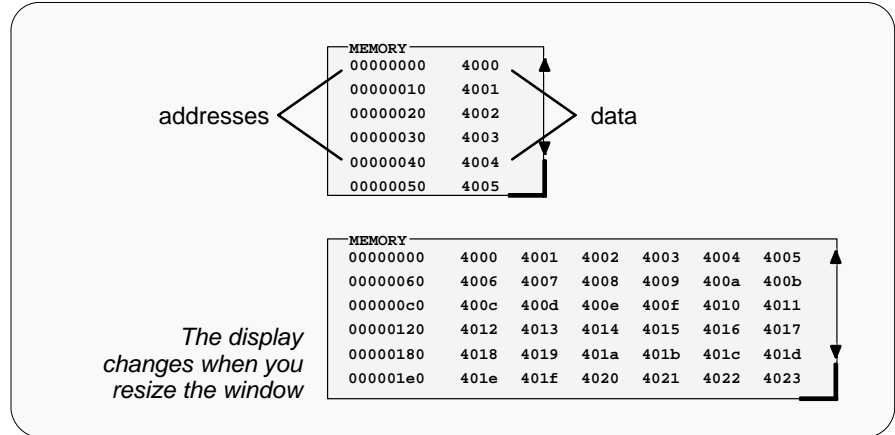 MEMORY
00000000 4000
00000010 4001
00000020 4002
00000030 4003
00000040 4004
00000050 4005
addresses
data
MEMORY
00000000 4000 4001 4002 4003 4004 4005
00000060 4006 4007 4008 4009 400a 400b
000000c0 400c 400d 400e 400f 4010 4011
00000120 4012 4013 4014 4015 4016 4017
00000180 4018 4019 401a 401b 401c 401d
000001e0 401e 401f 4020 4021 4022 4023
The display
changes when you
resize the window